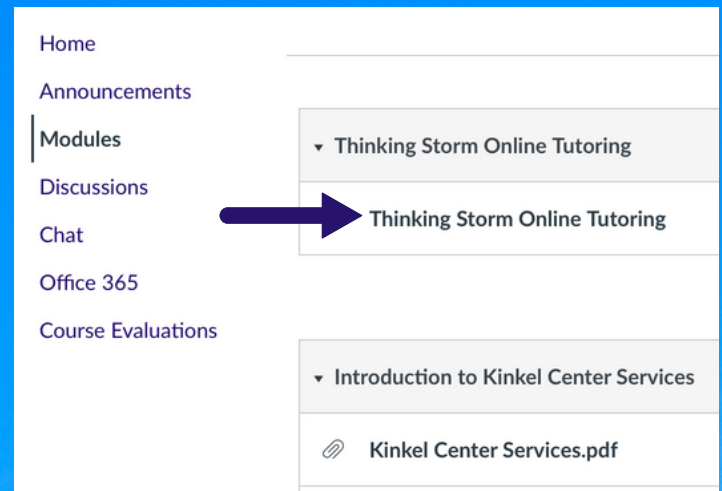 Home
Announcements
Modules
Discussions
Chat
Office 365
Course Evaluations
Thinking Storm Online Tutoring
Thinking Storm Online Tutoring
Introduction to Kinkel Center Services
Kinkel Center Services.pdf